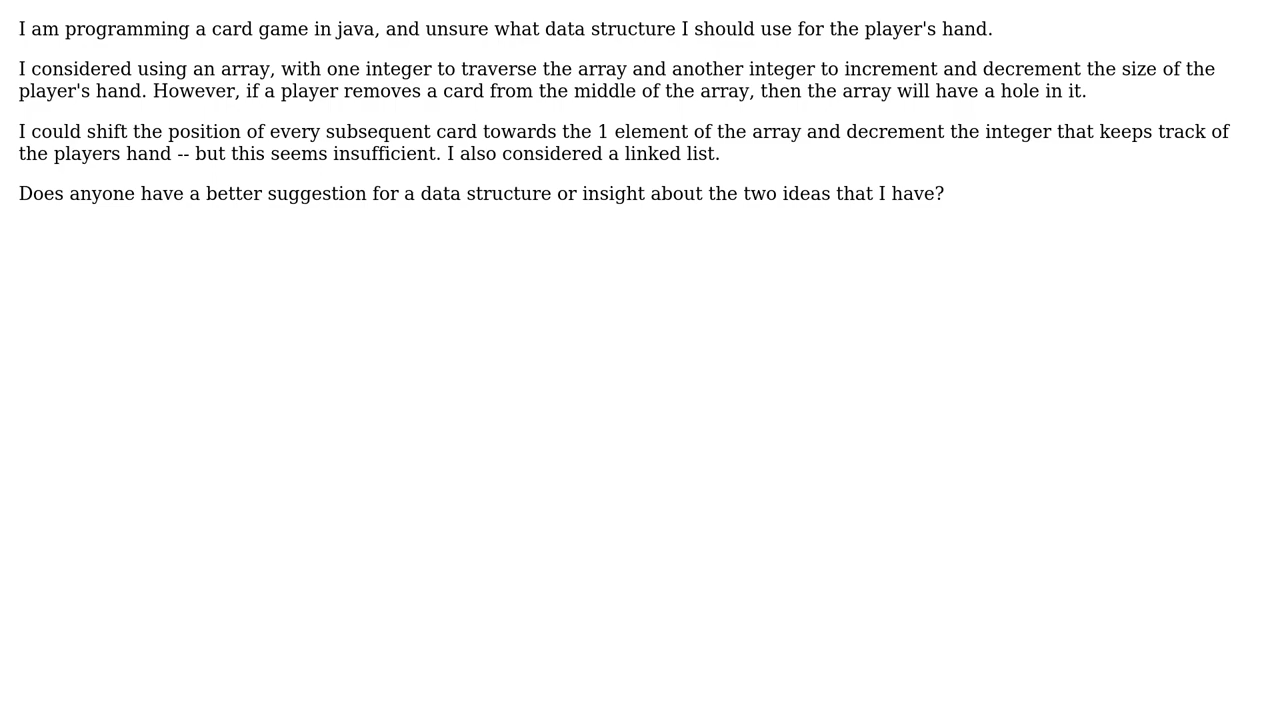 I am programming a card game in java, and unsure what data structure I should use for the player's hand.
I considered using an array, with one integer to traverse the array and another integer to increment and decrement the size of the
player's hand. However, if a player removes a card from the middle of the array, then the array will have a hole in it.
I could shift the position of every subsequent card towards the 1 element of the array and decrement the integer that keeps track of
the players hand -- but this seems insufficient. I also considered a linked list.
Does anyone have a better suggestion for a data structure or insight about the two ideas that I have?